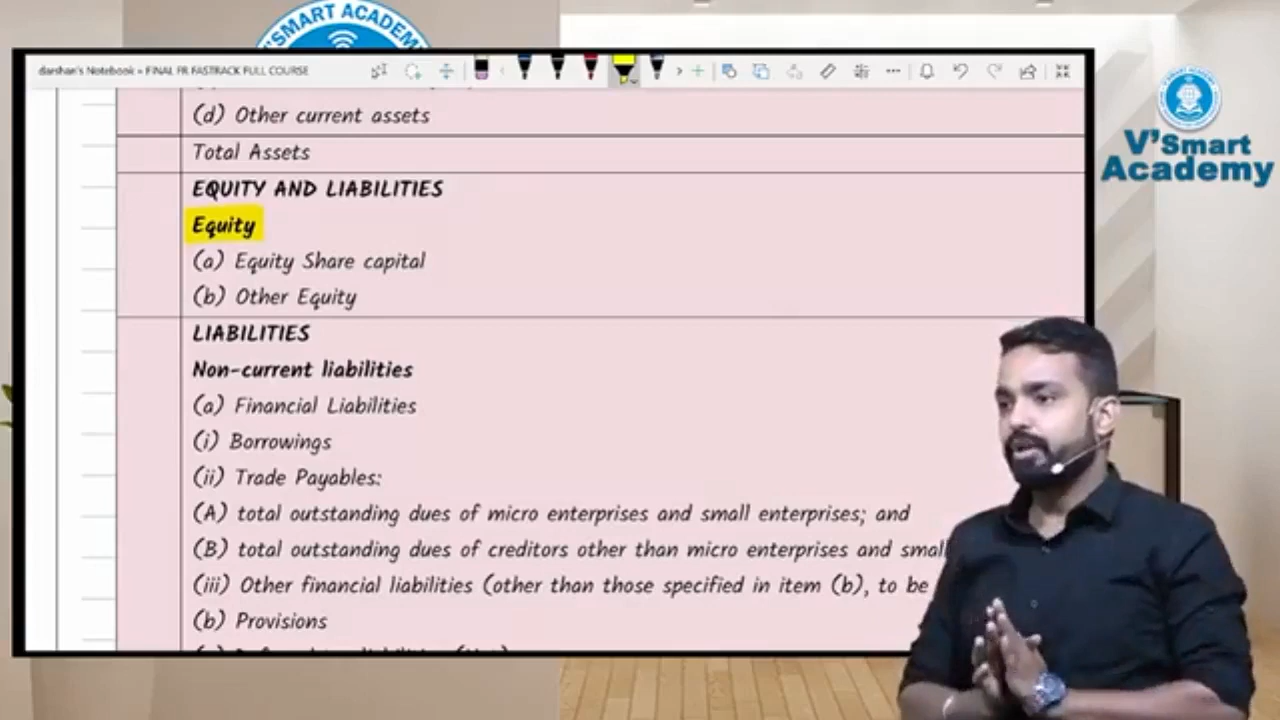 SMART ACADEMY
darshan's Notebook » FINAL FR FASTRACK FULL COURSE
(d) Other current assets
Total Assets
EQUITY AND LIABILITIES
Equity
(a) Equity Share capital
(b) Other Equity
LIABILITIES
Non-current liabilities
(a) Financial Liabilities
(i) Borrowings
(ii) Trade Payables:
(A) total outstanding dues of micro enterprises and small enterprises; and
(B) total outstanding dues of creditors other than micro enterprises and small
(iii) Other financial liabilities (other than those specified in item (b), to be
(b) Provisions
V'Smart
Academy